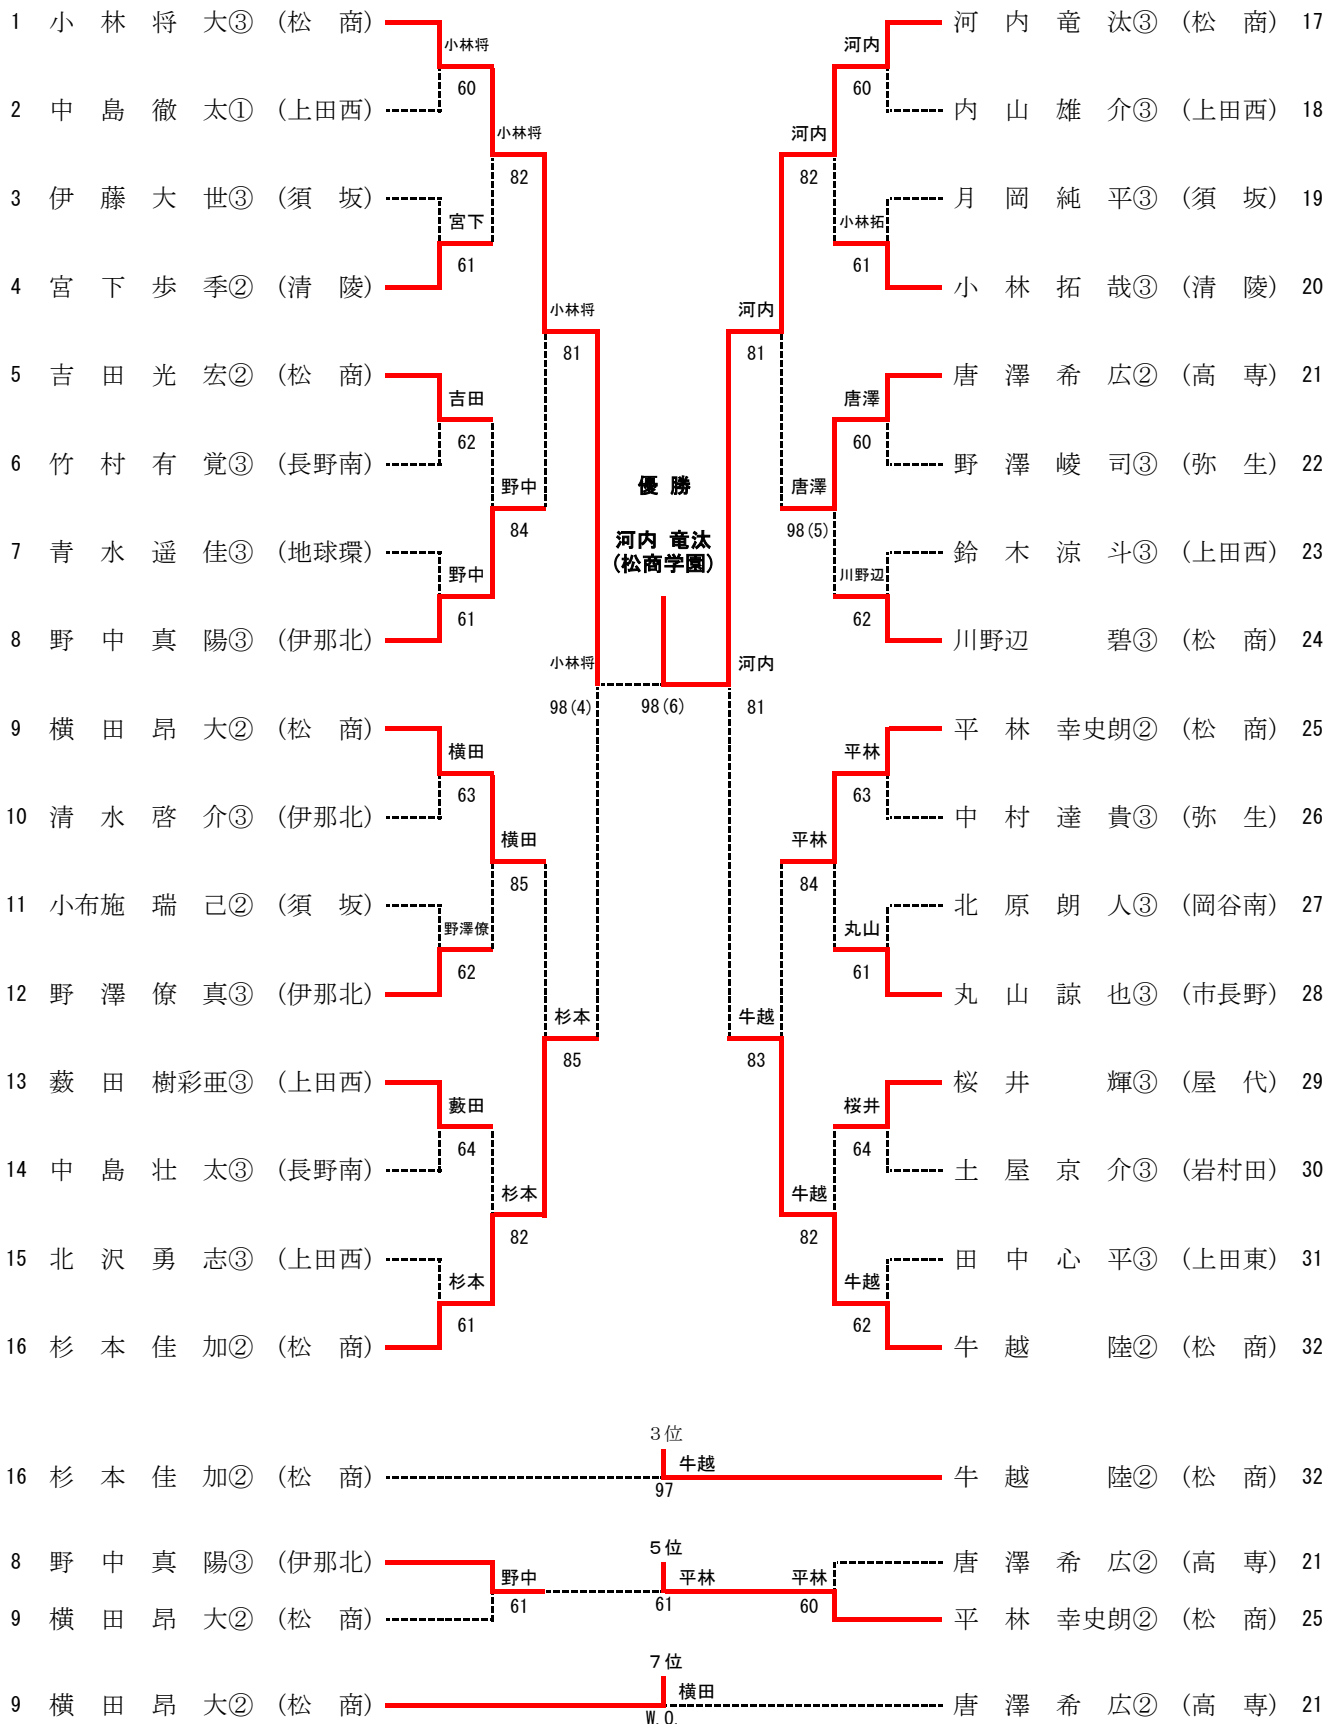 1 小 林 将 大③ (松 商) 河 内 竜 汰③ (松 商) 17
小林将 河内
60 60
2 中 島 徹 太① (上田西) 内 山 雄 介③ (上田西) 18
小林将 河内
82 82
3 伊 藤 大 世③ (須 坂) 月 岡 純 平③ (須 坂) 19
宮下 小林拓
61 61
4 宮 下 歩 季② (清 陵) 小 林 拓 哉③ (清 陵) 20
小林将 河内
81 81
5 吉 田 光 宏② (松 商) 唐 澤 希 広② (高 専) 21
吉田 唐澤
62 60
6 竹 村 有 覚③ (長野南) 野 澤 崚 司③ (弥 生) 22
野中 優 勝 唐澤
84 98(5)
河内 竜汰
7 青 水 遥 佳③ (地球環) 鈴 木 涼 斗③ (上田西) 23
(松商学園)
野中 川野辺
61 62
8 野 中 真 陽③ (伊那北) 川野辺 碧③ (松 商) 24
小林将 河内
98(4) 98(6) 81
9 横 田 昂 大② (松 商) 平 林 幸史朗② (松 商) 25
横田 平林
63 63
10 清 水 啓 介③ (伊那北) 中 村 達 貴③ (弥 生) 26
横田 平林
85 84
11 小布施 瑞 己② (須 坂) 北 原 朗 人③ (岡谷南) 27
野澤僚 丸山
62 61
12 野 澤 僚 真③ (伊那北) 丸 山 諒 也③ (市長野) 28
杉本 牛越
85 83
13 薮 田 樹彩亜③ (上田西) 桜 井 輝③ (屋 代) 29
藪田 桜井
64 64
14 中 島 壮 太③ (長野南) 土 屋 京 介③ (岩村田) 30
杉本 牛越
82 82
15 北 沢 勇 志③ (上田西) 田 中 心 平③ (上田東) 31
杉本 牛越
61 62
16 杉 本 佳 加② (松 商) 牛 越 陸② (松 商) 32
3位
牛越
16 杉 本 佳 加② (松 商) 牛 越 陸② (松 商) 32
97
5位
8 野 中 真 陽③ (伊那北) 唐 澤 希 広② (高 専) 21
野中 平林 平林
61 61 60
9 横 田 昂 大② (松 商) 平 林 幸史朗② (松 商) 25
7位
横田
9 横 田 昂 大② (松 商) 唐 澤 希 広② (高 専) 21
W.O.